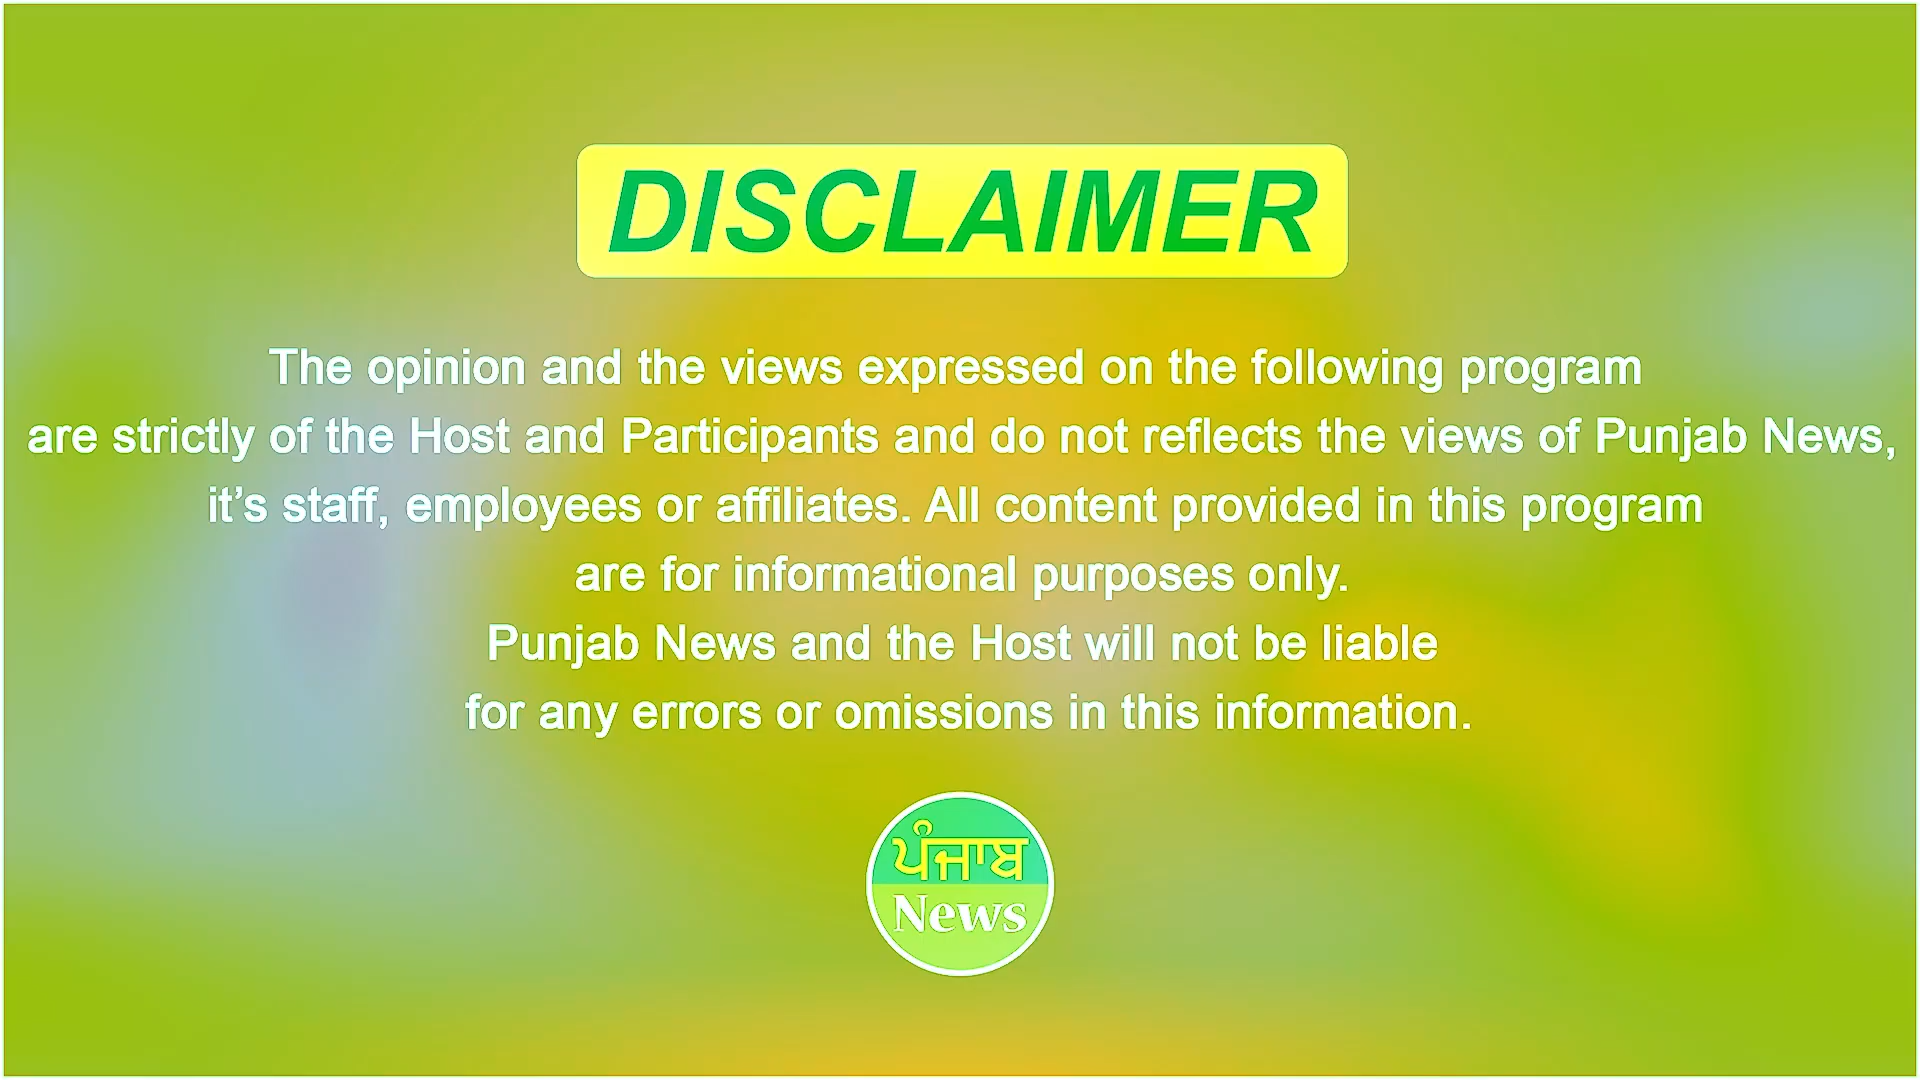 DISCLAIMER
The opinion and the views expressed on the following program
are strictly of the Host and Participants and do not reflects the views of Punjab News,
it’s staff, employees or affiliates. All content provided in this program
are for informational purposes only.
Punjab News and the Host will not be liable
for any errors or omissions in this information.
ਪੰਜਾਬ
News